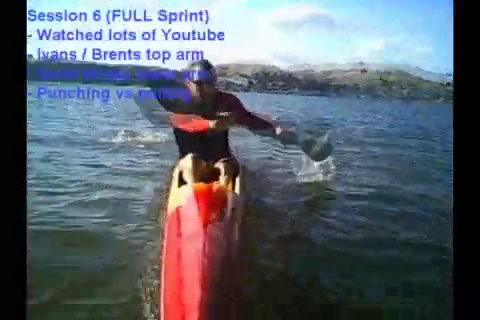 Session 6 (FULL Sprint)
- Watched lots of Youtube
- Ivans / Brents top arm
- Punching vs